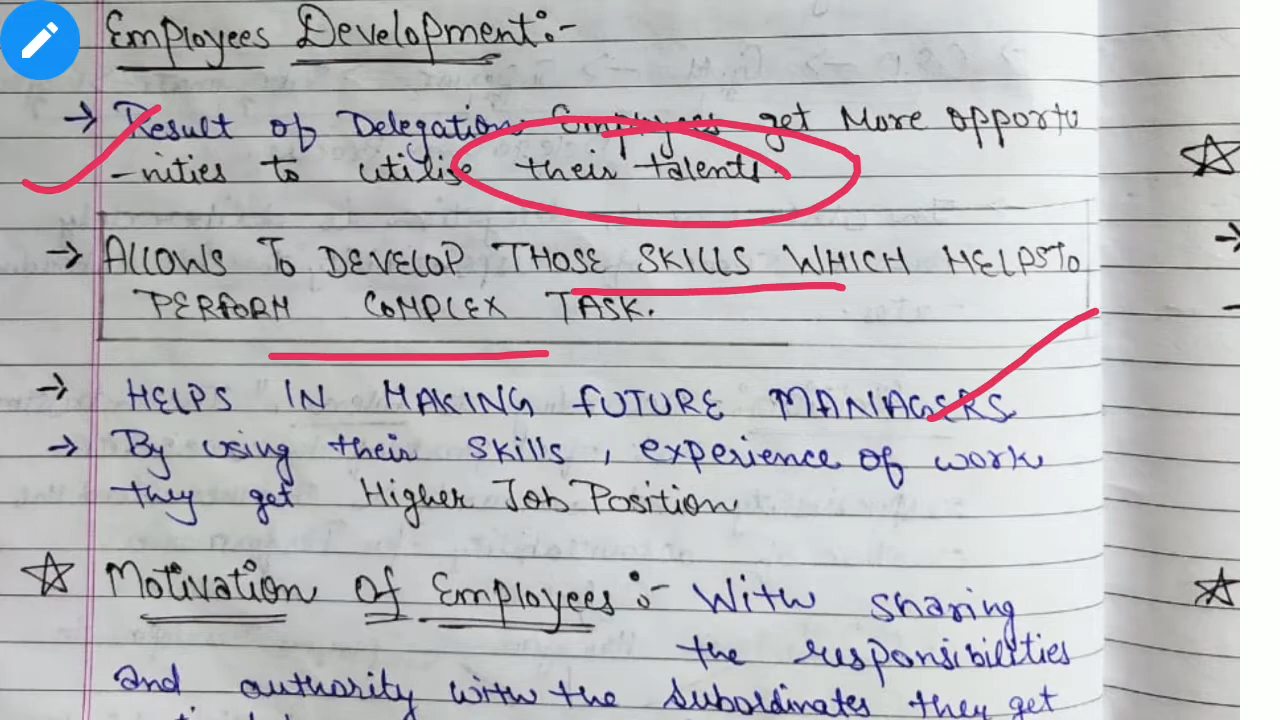 Employees Development:-
→ Result of Delegation Employees get More opportu
-nities to utilise their talents.
→ ALLOWS TO DEVELOP THOSE SKILLS WHICH HELPS TO
PERFORM COMPLEX TASK.
→ HELPS IN MAKING FUTURE MANAGERS
→ By using their skills, experience of work
they get Higher Job Position
☆ Motivation Of Employees:- With sharing
the responsibilities
and authority with the subordinates they get